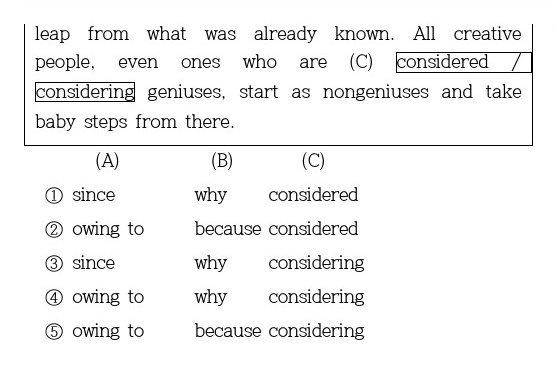 leap from what was already known. All creative
people, even ones who are (C) considered /
considering geniuses, start as nongeniuses and take
baby steps from there.
(A) (B) (C)
① since why considered
② owing to because considered
③ since why considering
④ owing to why considering
⑤ owing to because considering